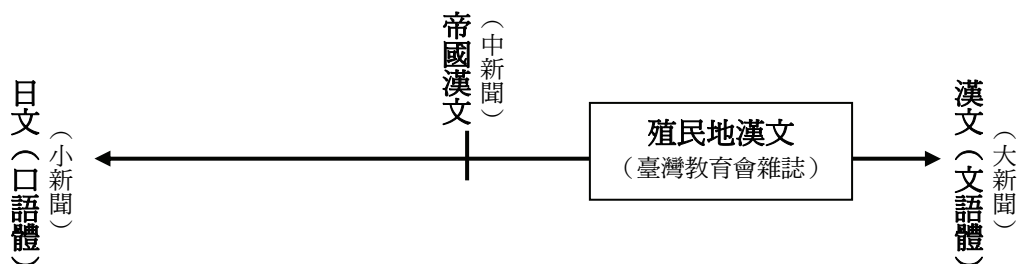 日文（口語體）
（小新聞）
帝國漢文
（中新聞）
殖民地漢文
（臺灣教育會雜誌）
漢文（文語體）
（大新聞）